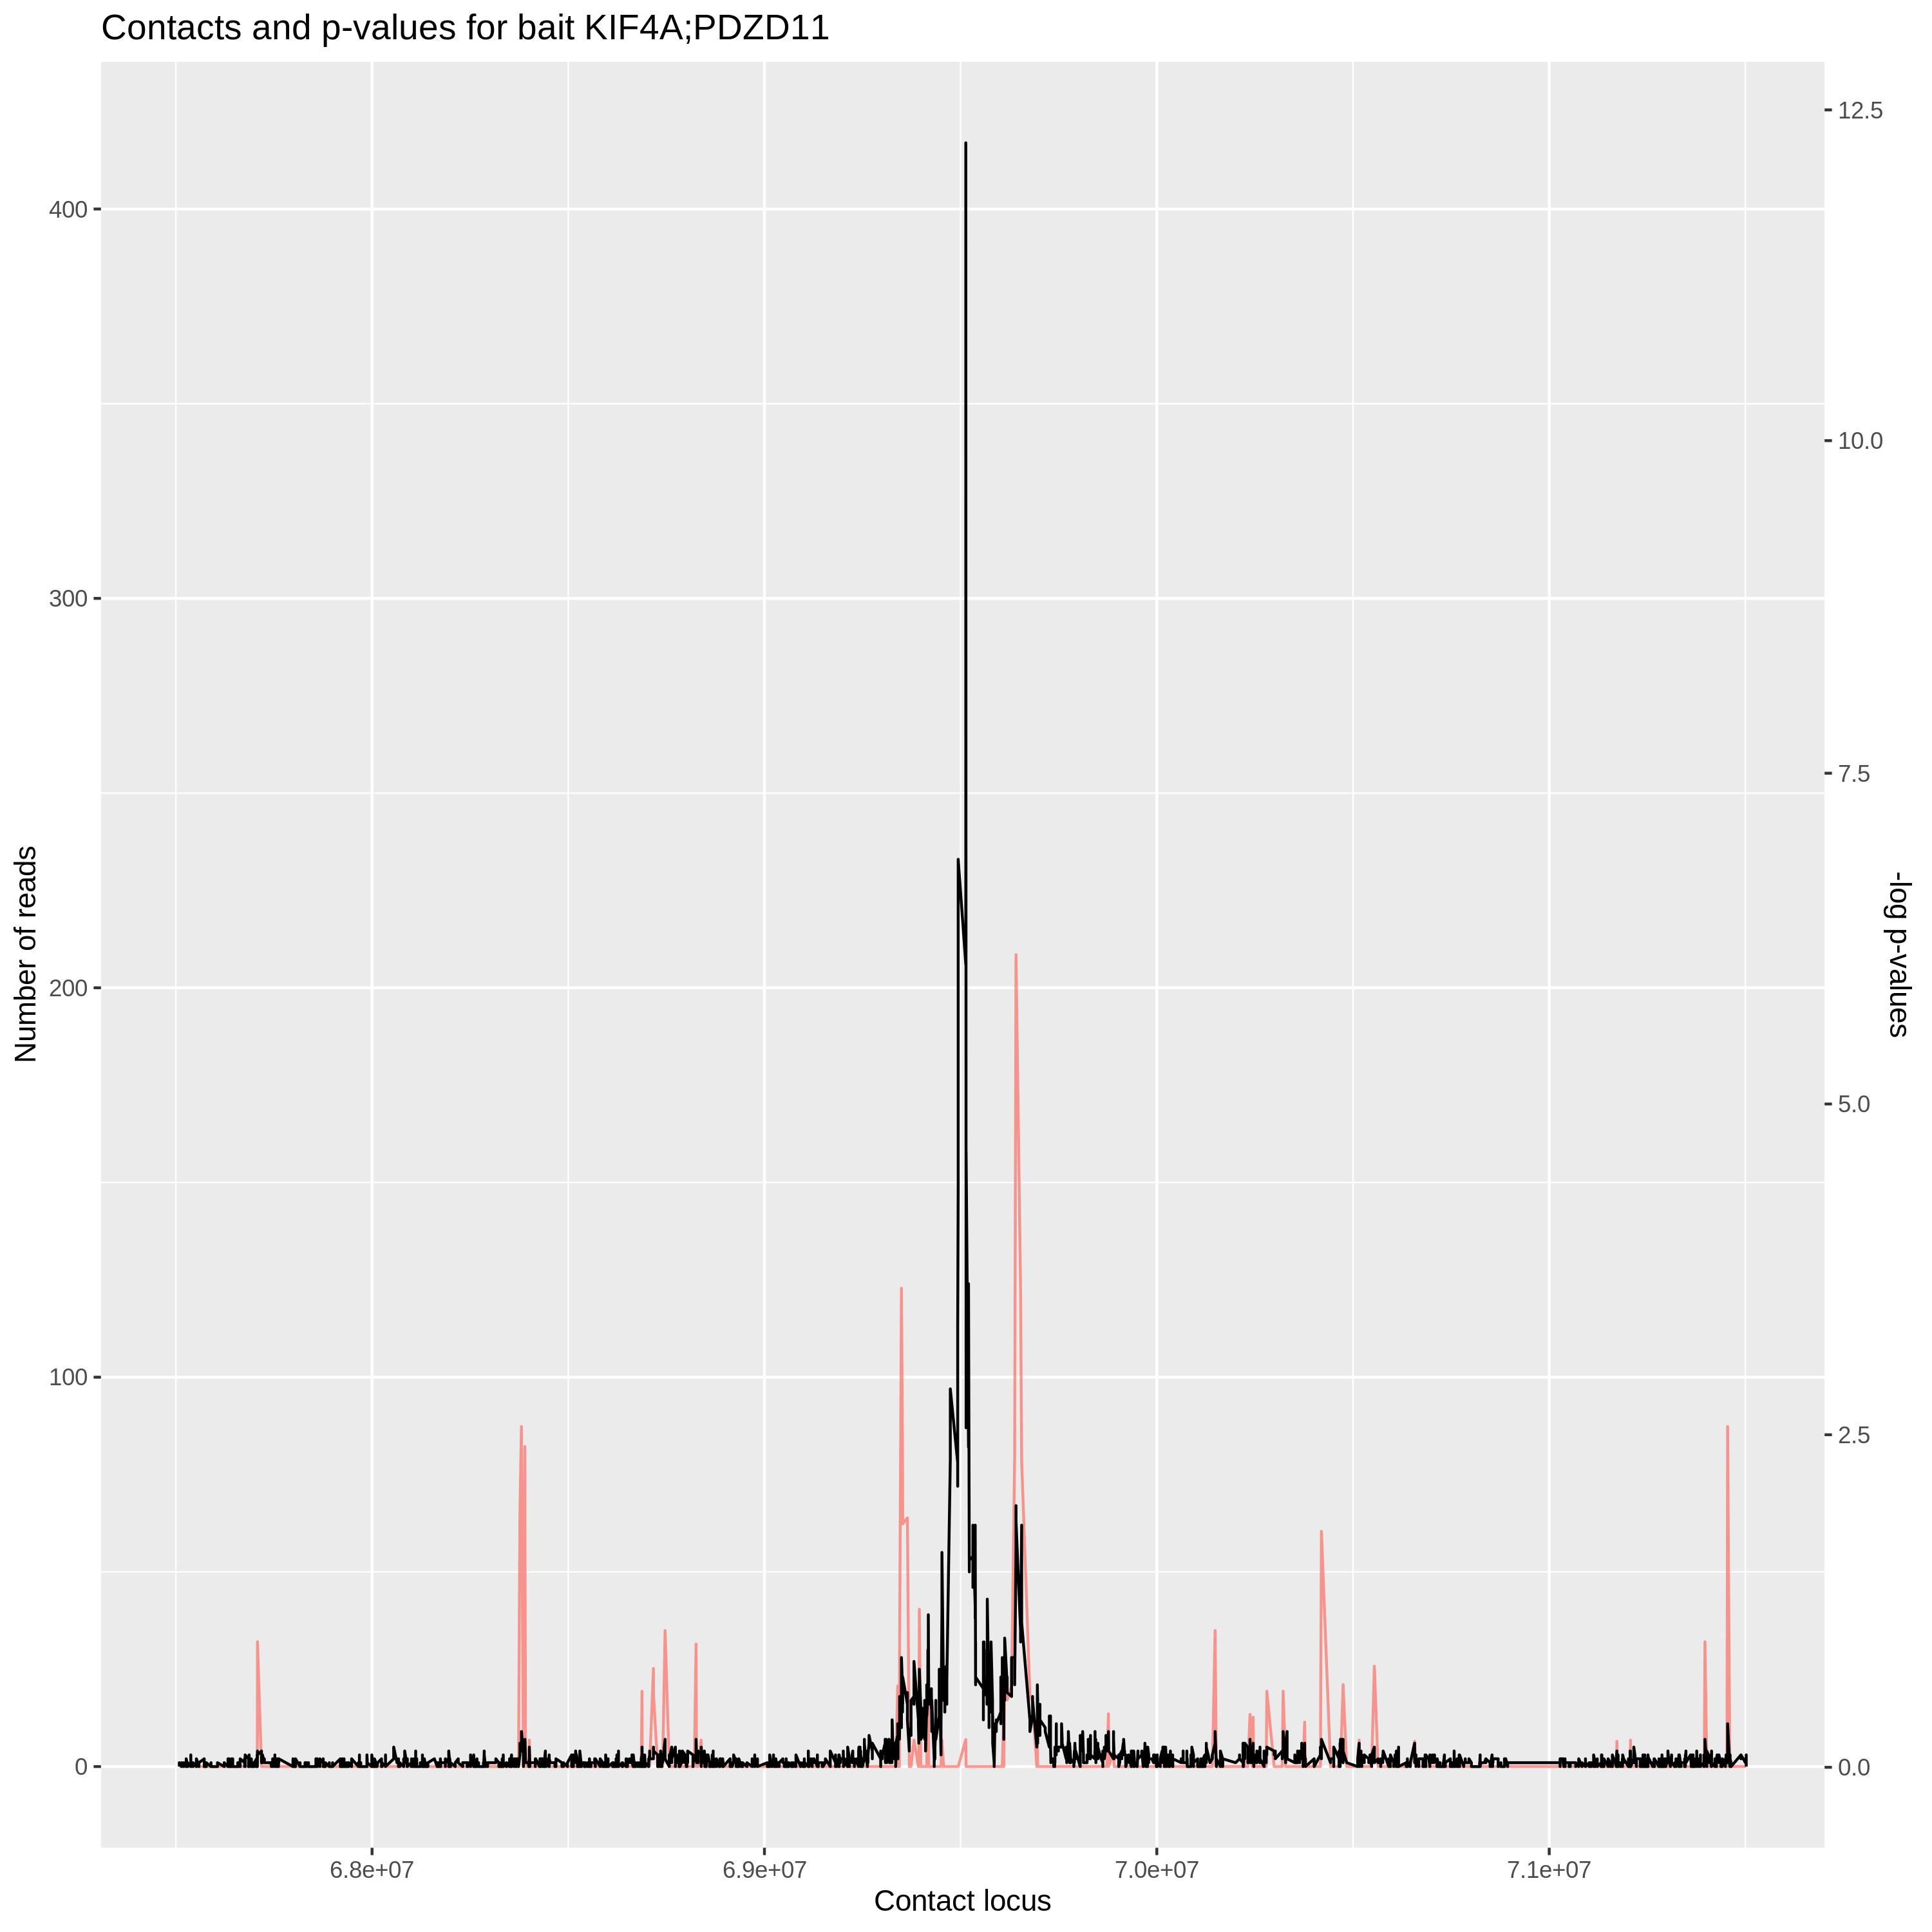 Contacts and p-values for bait KIF4A;PDZD11
12.5
400
10.0
300
7.5
Number of reads
-log p-values
200
5.0
100
2.5
0
0.0
6.8e+07
6.9e+07
7.0e+07
7.1e+07
Contact locus